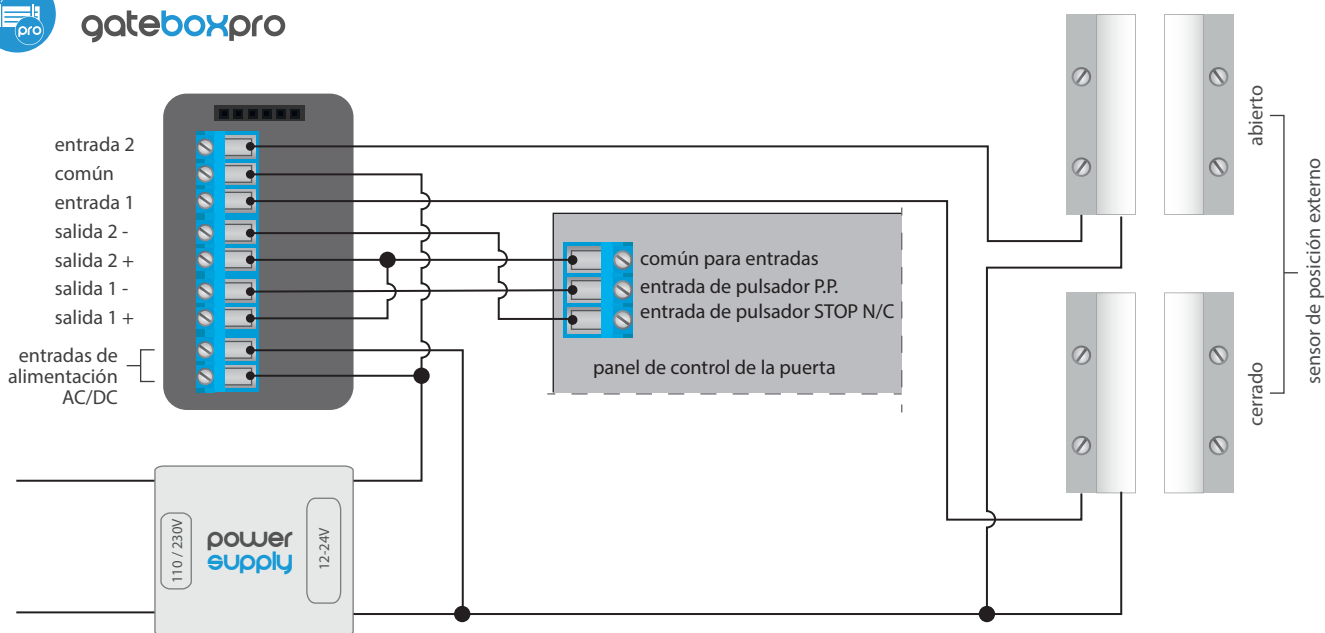 pro
gateboxpro
entrada 2
común
entrada 1
salida 2 -
salida 2 +
salida 1 -
salida 1 +
entradas de
alimentación
AC/DC
común para entradas
entrada de pulsador P.P.
entrada de pulsador STOP N/C
panel de control de la puerta
abierto
cerrado
sensor de posición externo
110 / 230V
power
supply
12-24V